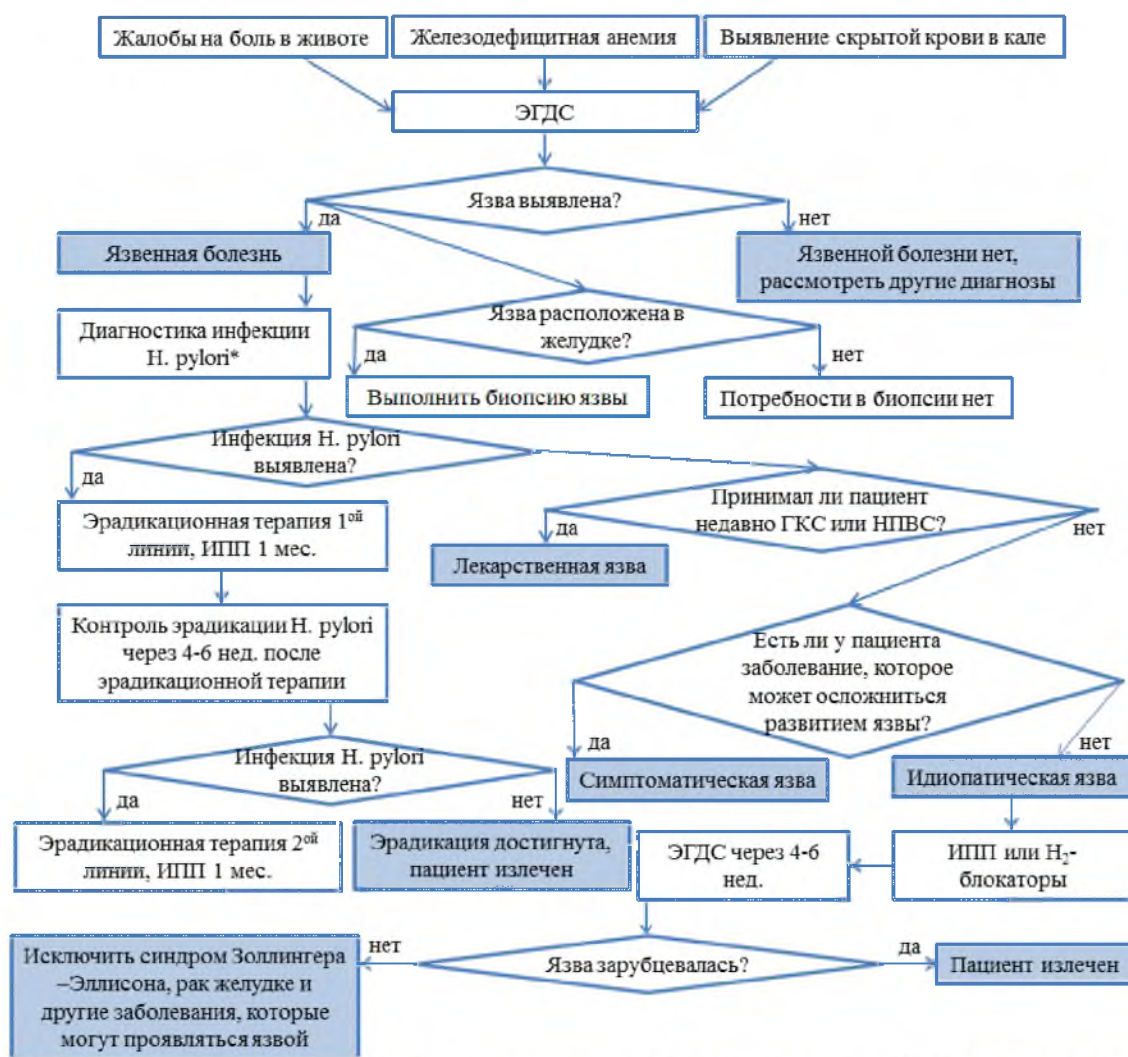 Жалобы на боль в животе
Железодефицитная анемия
Выявление скрытой крови в кале
ЭГДС
Язва выявлена?
да
нет
Язвенная болезнь
Язвенной болезни нет,
рассмотреть другие диагнозы
Диагностика инфекции
H. pylori*
Язва расположена в
желудке?
да
нет
Выполнить биопсию язвы
Потребности в биопсии нет
Инфекция H. pylori
выявлена?
да
Принимал ли пациент
недавно ГКС или НПВС?
да
нет
Эрадикационная терапия 1ой
линии, ИПП 1 мес.
Лекарственная язва
Контроль эрадикации H. pylori
через 4-6 нед. после
эрадикационной терапии
Есть ли у пациента
заболевание, которое
может осложниться
развитием язвы?
да
нет
Инфекция H. pylori
выявлена?
да
нет
Симптоматическая язва
Идиопатическая язва
Эрадикационная терапия 2ой
линии, ИПП 1 мес.
Эрадикация достигнута,
пациент излечен
ЭГДС через 4-6
нед.
ИПП или H2-
блокаторы
Язва зарубцевалась?
нет
да
Исключить синдром Золлингера
–Эллисона, рак желудке и
другие заболевания, которые
могут проявляться язвой
Пациент излечен